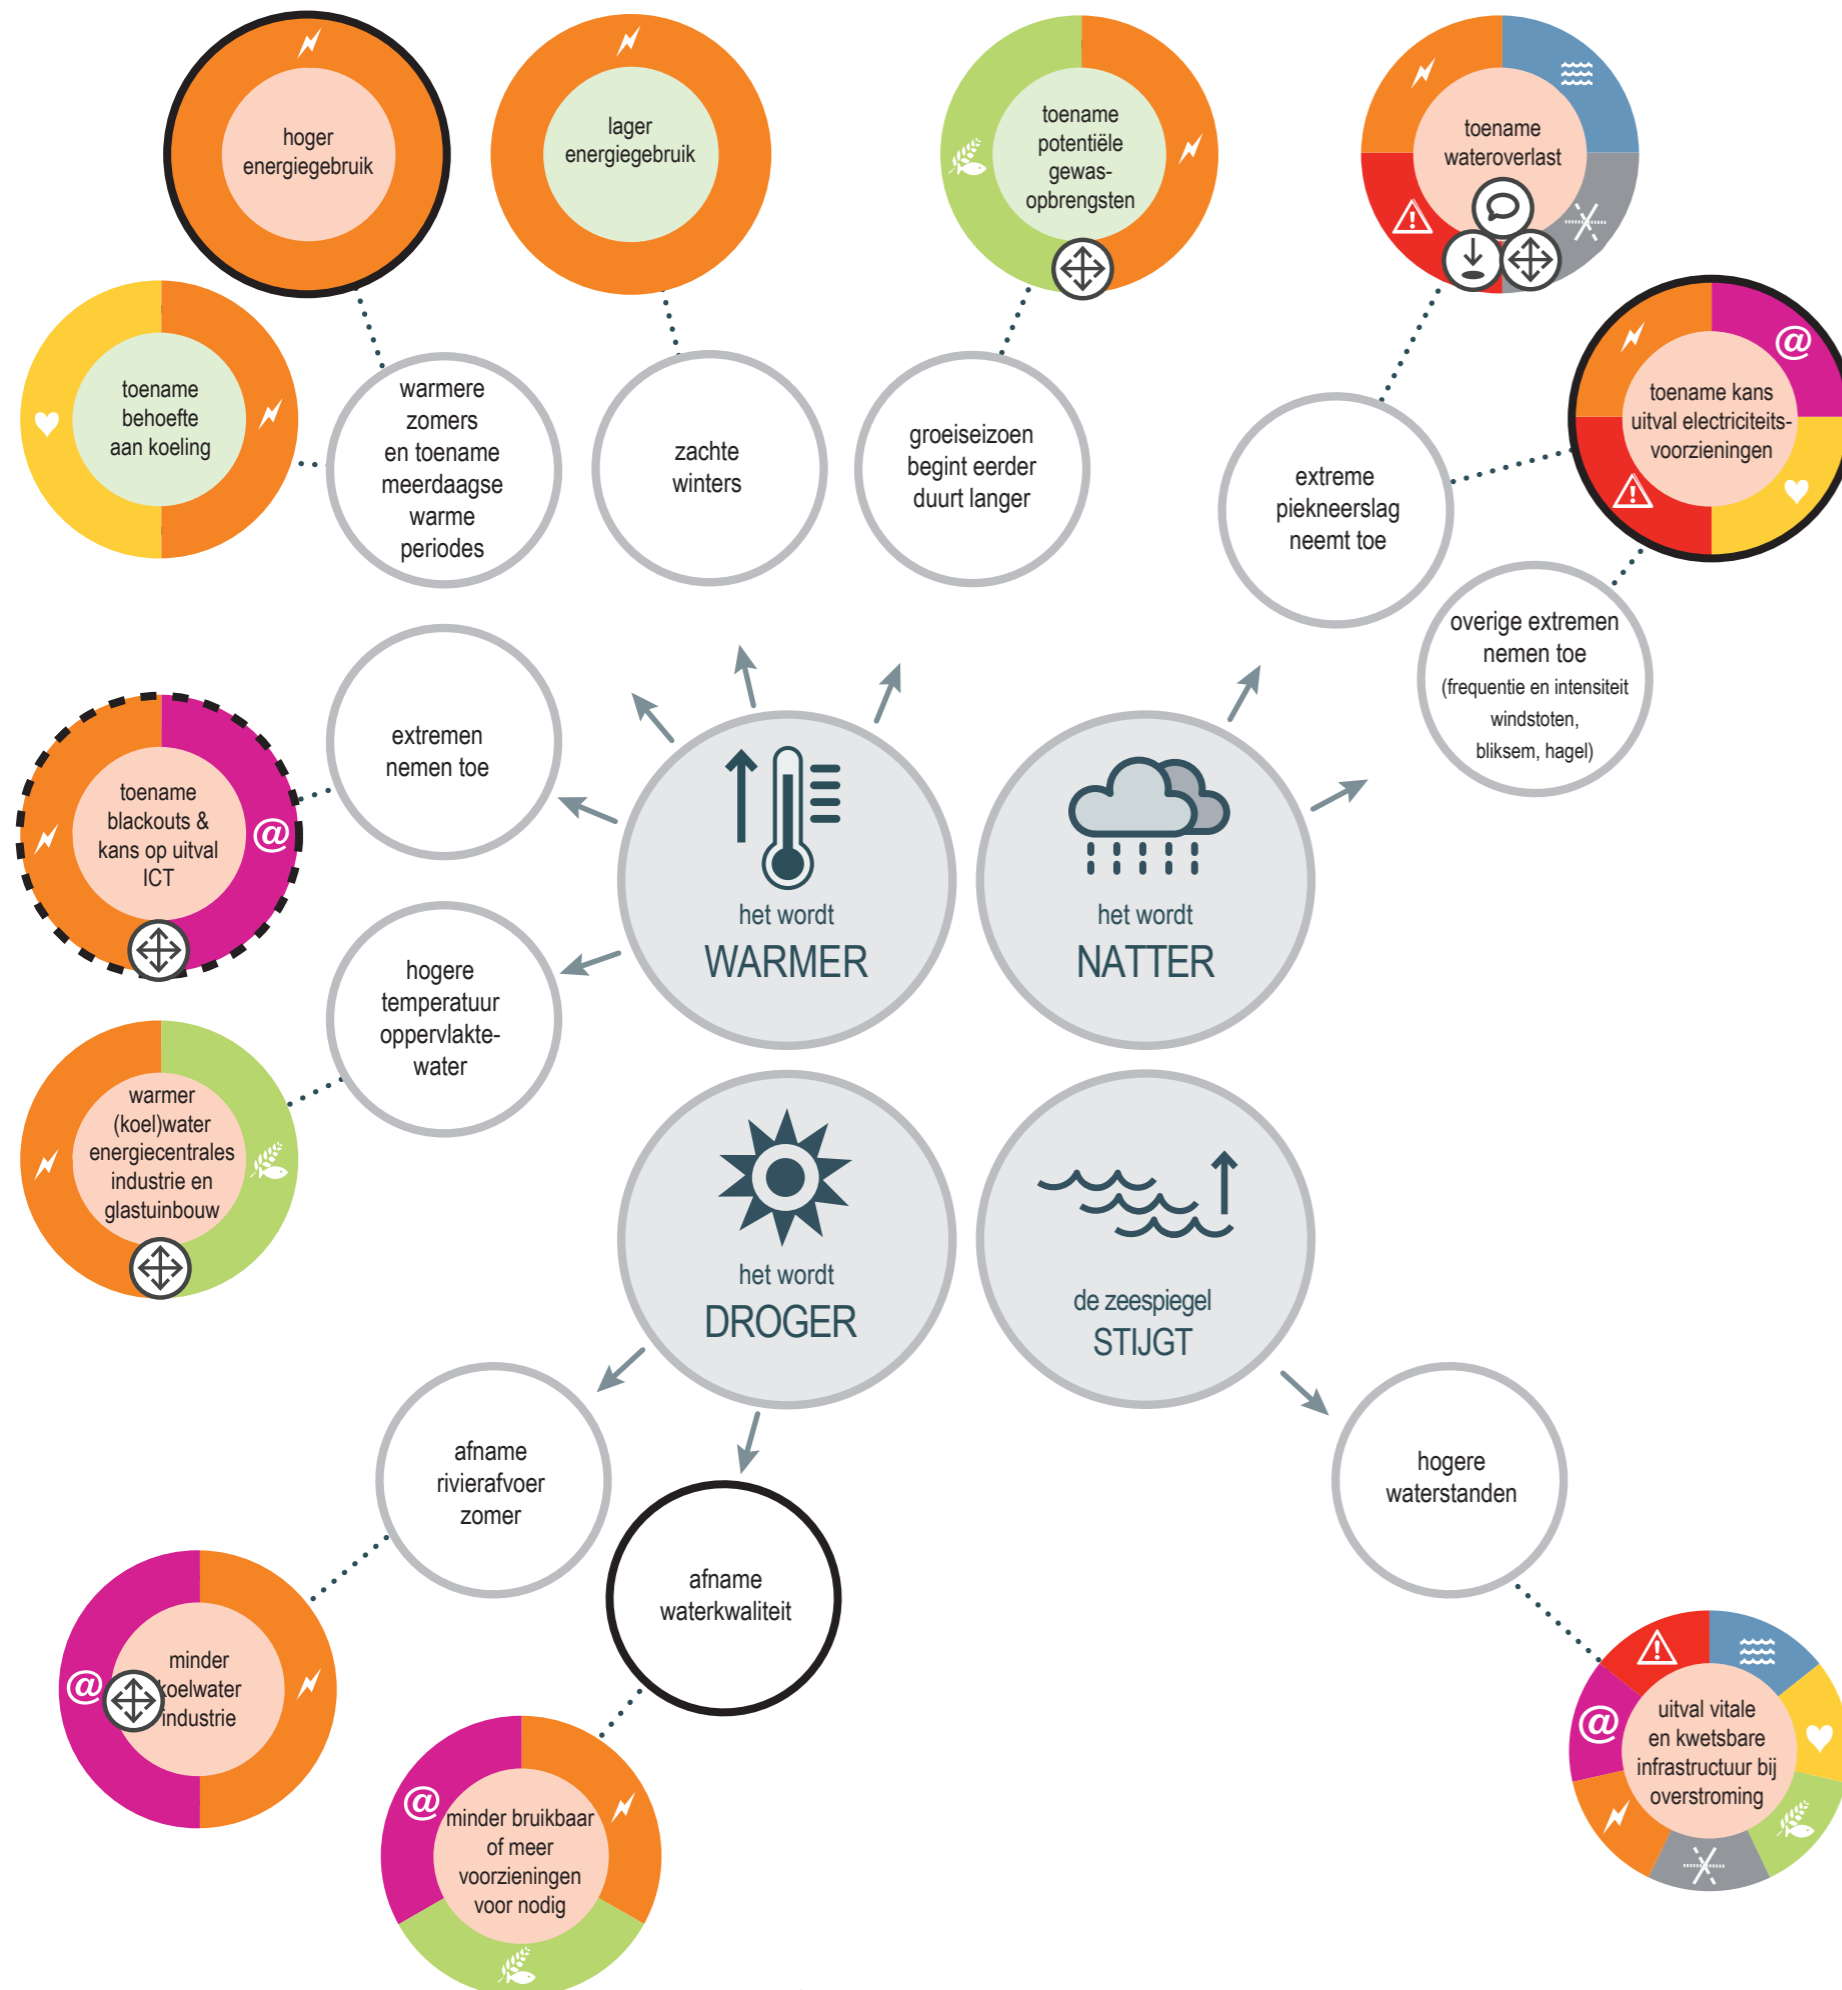 hoger
energiegebruik
lager
energiegebruik
toename
potentiële
gewas-
opbrengsten
toename
wateroverlast
toename
behoefte
aan koeling
warmere
zomers
en toename
meerdaagse
warme
periodes
zachte
winters
groeiseizoen
begint eerder
duurt langer
extreme
piekneerslag
neemt toe
@
toename kans
uitval electriciteits-
voorzieningen
overige extremen
nemen toe
(frequentie en intensiteit
windstoten,
bliksem, hagel)
extremen
nemen toe
toename
blackouts &
kans op uitval
ICT
@
hogere
temperatuur
oppervlakte-
water
warmer
(koel)water
energiecentrales
industrie en
glastuinbouw
het wordt
WARMER
het wordt
NATTER
het wordt
DROGER
de zeespiegel
STIJGT
afname
rivierafvoer
zomer
afname
waterkwaliteit
hogere
waterstanden
@
minder
koelwater
industrie
@
minder bruikbaar
of meer
voorzieningen
voor nodig
@
uitval vitale
en kwetsbare
infrastructuur bij
overstroming